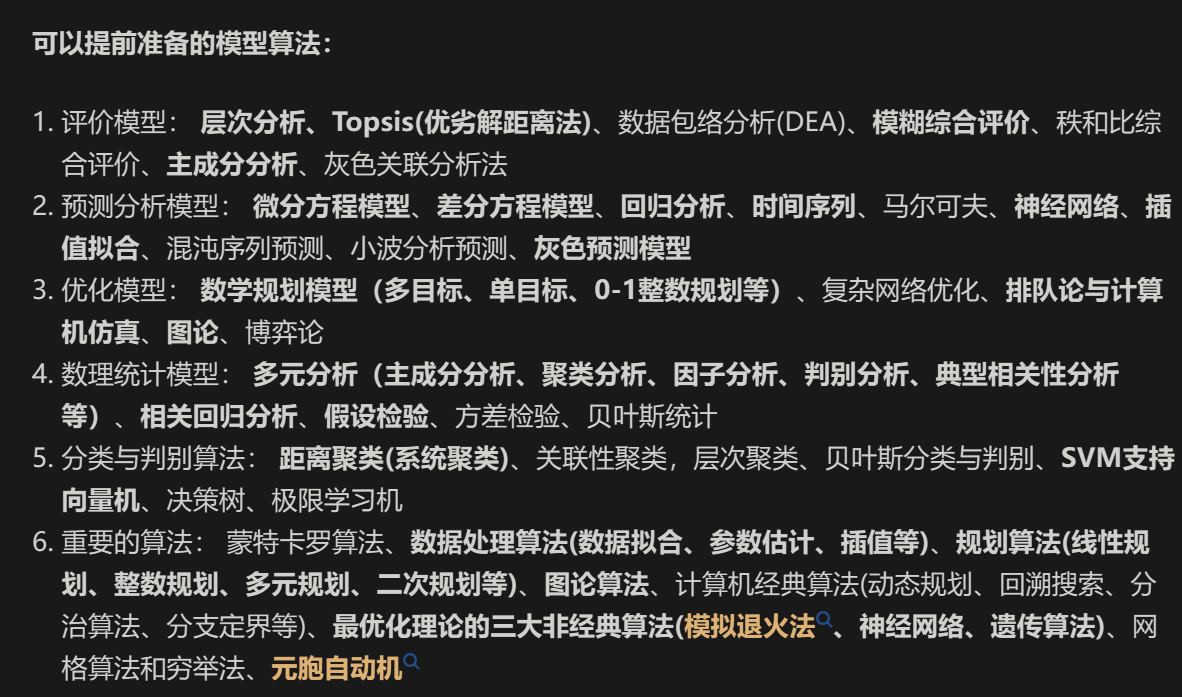 可以提前准备的模型算法：
1. 评价模型： 层次分析、Topsis(优劣解距离法)、数据包络分析(DEA)、模糊综合评价、秩和比综
合评价、主成分分析、灰色关联分析法
2. 预测分析模型： 微分方程模型、差分方程模型、回归分析、时间序列、马尔可夫、神经网络、插
值拟合、混沌序列预测、小波分析预测、灰色预测模型
3. 优化模型： 数学规划模型（多目标、单目标、0-1整数规划等）、复杂网络优化、排队论与计算
机仿真、图论、博弈论
4. 数理统计模型： 多元分析（主成分分析、聚类分析、因子分析、判别分析、典型相关性分析
等）、相关回归分析、假设检验、方差检验、贝叶斯统计
5. 分类与判别算法： 距离聚类(系统聚类)、关联性聚类，层次聚类、贝叶斯分类与判别、SVM支持
向量机、决策树、极限学习机
6. 重要的算法： 蒙特卡罗算法、数据处理算法(数据拟合、参数估计、插值等)、规划算法(线性规
划、整数规划、多元规划、二次规划等)、图论算法、计算机经典算法(动态规划、回溯搜索、分
治算法、分支定界等)、最优化理论的三大非经典算法(模拟退火法、神经网络、遗传算法)、网
格算法和穷举法、元胞自动机